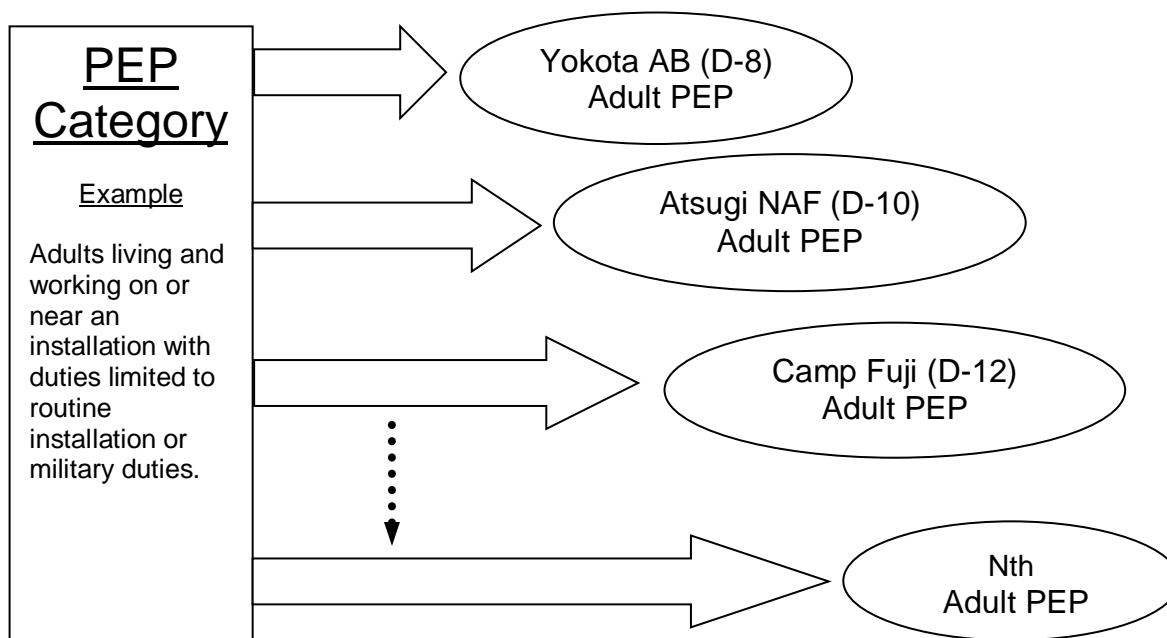 PEP
Category
Example
Adults living and
working on or
near an
installation with
duties limited to
routine
installation or
military duties.
Yokota AB (D-8)
Adult PEP
Atsugi NAF (D-10)
Adult PEP
Camp Fuji (D-12)
Adult PEP
Nth
Adult PEP